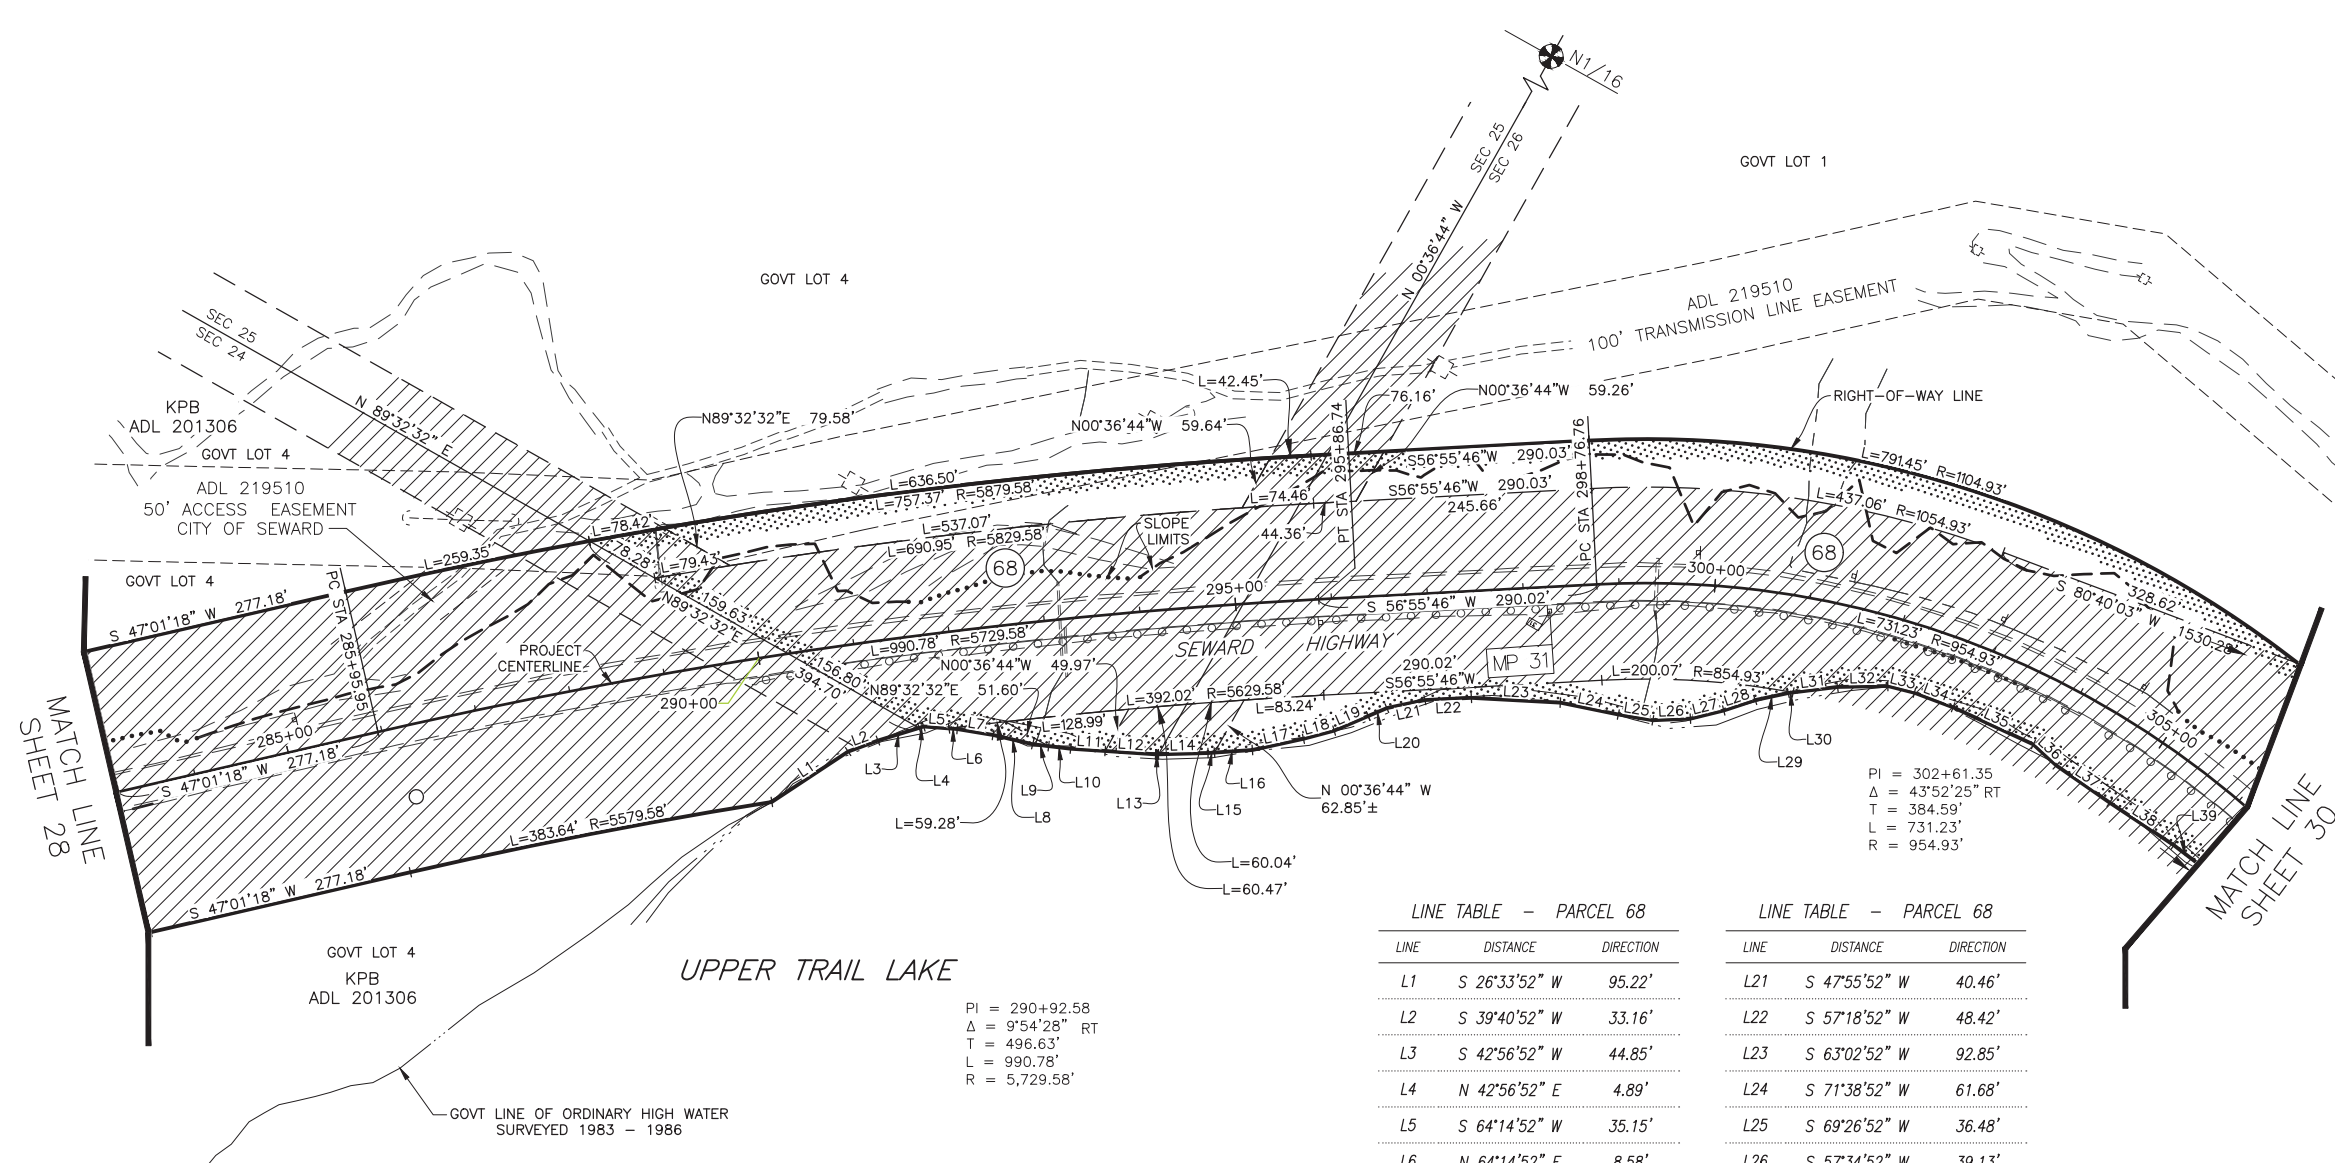 N1/16
SEC 25
SEC 26
GOVT LOT 1
N 00°36'44" W
GOVT LOT 4
ADL 219510
100' TRANSMISSION LINE EASEMENT
SEC 25
SEC 24
N 89°32'32" E
KPB
ADL 201306
GOVT LOT 4
ADL 219510
50' ACCESS EASEMENT
CITY OF SEWARD
GOVT LOT 4
L=42.45'
76.16'
N00°36'44"W 59.26'
RIGHT-OF-WAY LINE
N89°32'32"E 79.58'
N00°36'44"W 59.64'
PT STA 295+86.74
PC STA 298+76.76
S56°55'46"W 290.03'
L=791.45' R=1104.93'
L=636.50'
L=757.37' R=5879.58'
L=74.46
S56°55'46"W 290.03'
245.66'
L=437.06' R=1054.93'
L=78.42'
L=537.07'
SLOPE
LIMITS
44.36'
L=690.95' R=5829.58'
68
68
L=259.35'
78.28'
L=79.43'
295+00
300+00
PC STA 285+95.95
S 47°01'18" W 277.18'
159.63'
N89°32'32"E
S 56°55'46" W 290.02'
S 80°40'03" W 1530.28'
328.62'
L=731.23' R=954.93'
L=990.78' R=5729.58'
SEWARD HIGHWAY
MP 31
PROJECT
CENTERLINE
156.80'
394.70'
N00°36'44"W 49.97'
290.02'
S56°55'46"W
L=200.07' R=854.93'
N89°32'32"E 51.60'
L=392.02' R=5629.58'
L=83.24'
L=128.99'
290+00
285+00
305+00
S 47°01'18" W 277.18'
MATCH LINE
SHEET 28
L1
L2
L3
L4
L5
L6
L7
L8
L9
L10
L11
L12
L13
L14
L15
L16
L17
L18
L19
L20
L21
L22
L23
L24
L25
L26
L27
L28
L29
L30
L31
L32
L33
L34
L35
L36
L37
L38
L39
N 00°36'44" W
62.85'±
L=59.28'
L=60.04'
L=60.47'
PI = 302+61.35
Δ = 43°52'25" RT
T = 384.59'
L = 731.23'
R = 954.93'
MATCH LINE
SHEET 30
L=383.64' R=5579.58'
S 47°01'18" W 277.18'
GOVT LOT 4
KPB
ADL 201306
UPPER TRAIL LAKE
PI = 290+92.58
Δ = 9°54'28" RT
T = 496.63'
L = 990.78'
R = 5,729.58'
GOVT LINE OF ORDINARY HIGH WATER
SURVEYED 1983 – 1986
LINE TABLE – PARCEL 68
LINE DISTANCE DIRECTION
L1 S 26°33'52" W 95.22'
L2 S 39°40'52" W 33.16'
L3 S 42°56'52" W 44.85'
L4 N 42°56'52" E 4.89'
L5 S 64°14'52" W 35.15'
L6 N 64°14'52" E 8.58'
LINE TABLE – PARCEL 68
LINE DISTANCE DIRECTION
L21 S 47°55'52" W 40.46'
L22 S 57°18'52" W 48.42'
L23 S 63°02'52" W 92.85'
L24 S 71°38'52" W 61.68'
L25 S 69°26'52" W 36.48'
L26 S 57°34'52" W 39.13'